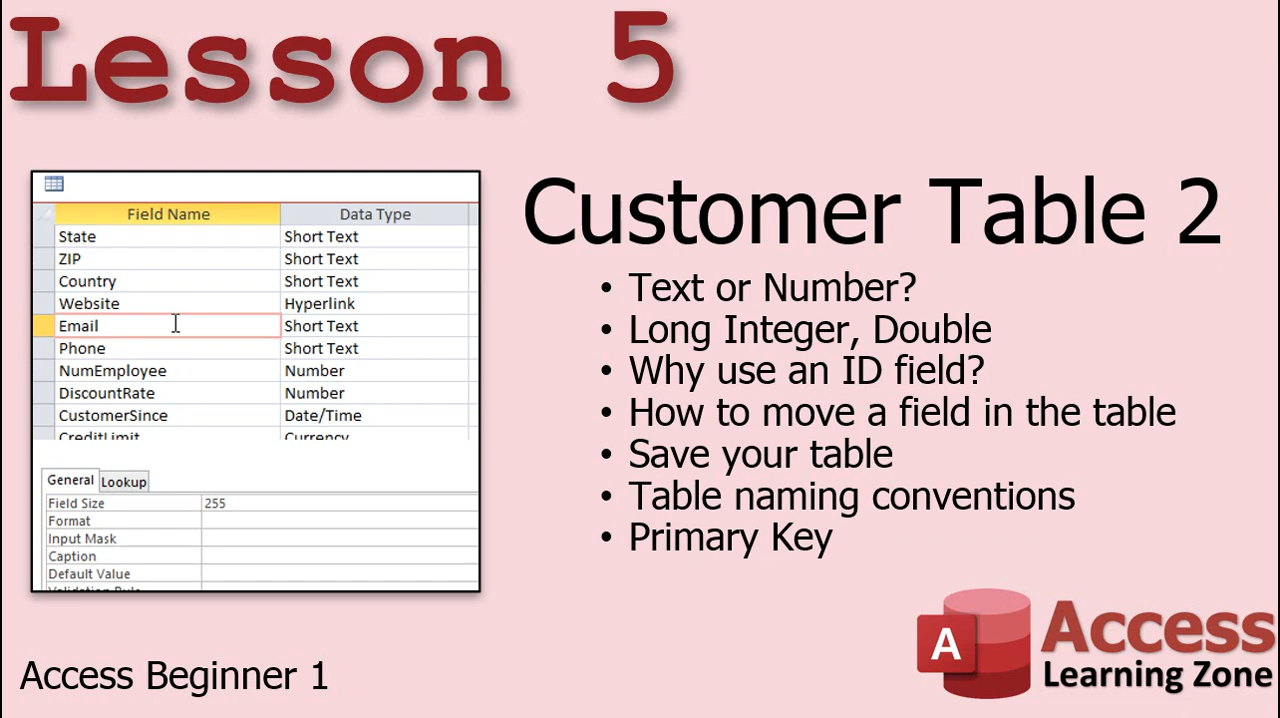 Lesson 5
Field Name Data Type
State Short Text
ZIP Short Text
Country Short Text
Website Hyperlink
Email Short Text
Phone Short Text
NumEmployee Number
DiscountRate Number
CustomerSince Date/Time
CreditLimit Currency
General Lookup
Field Size 255
Format
Input Mask
Caption
Default Value
Validation Rule
Customer Table 2
• Text or Number?
• Long Integer, Double
• Why use an ID field?
• How to move a field in the table
• Save your table
• Table naming conventions
• Primary Key
Access Beginner 1
A Access
Learning Zone